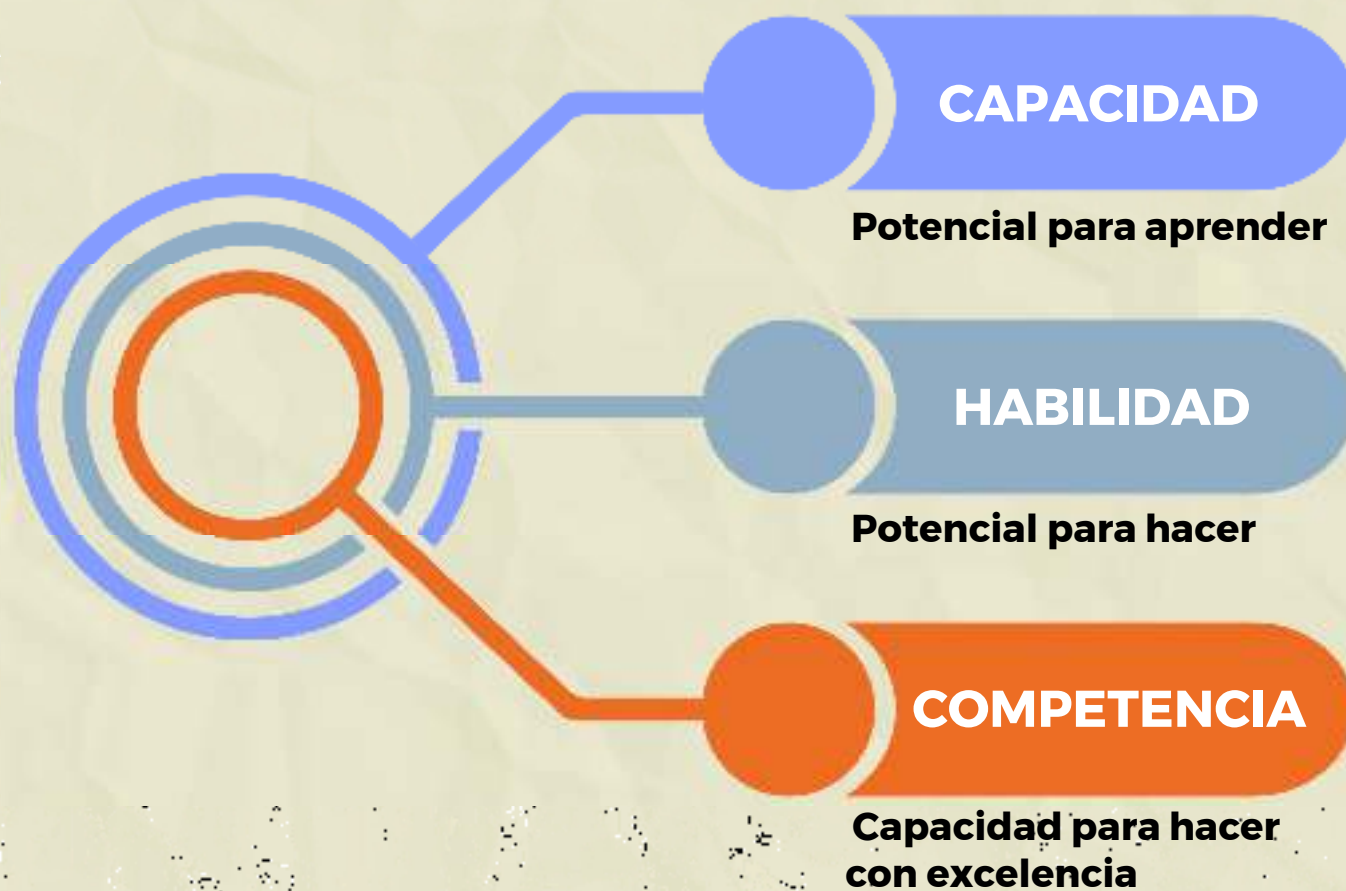 CAPACIDAD
Potencial para aprender
HABILIDAD
Potencial para hacer
COMPETENCIA
Capacidad para hacer
con excelencia